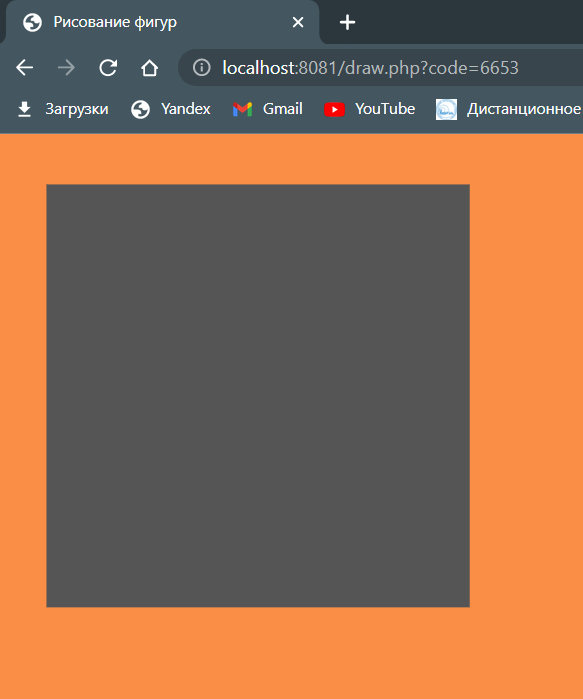 Рисование фигур
localhost:8081/draw.php?code=6653
Загрузки Yandex Gmail YouTube Дистанционное